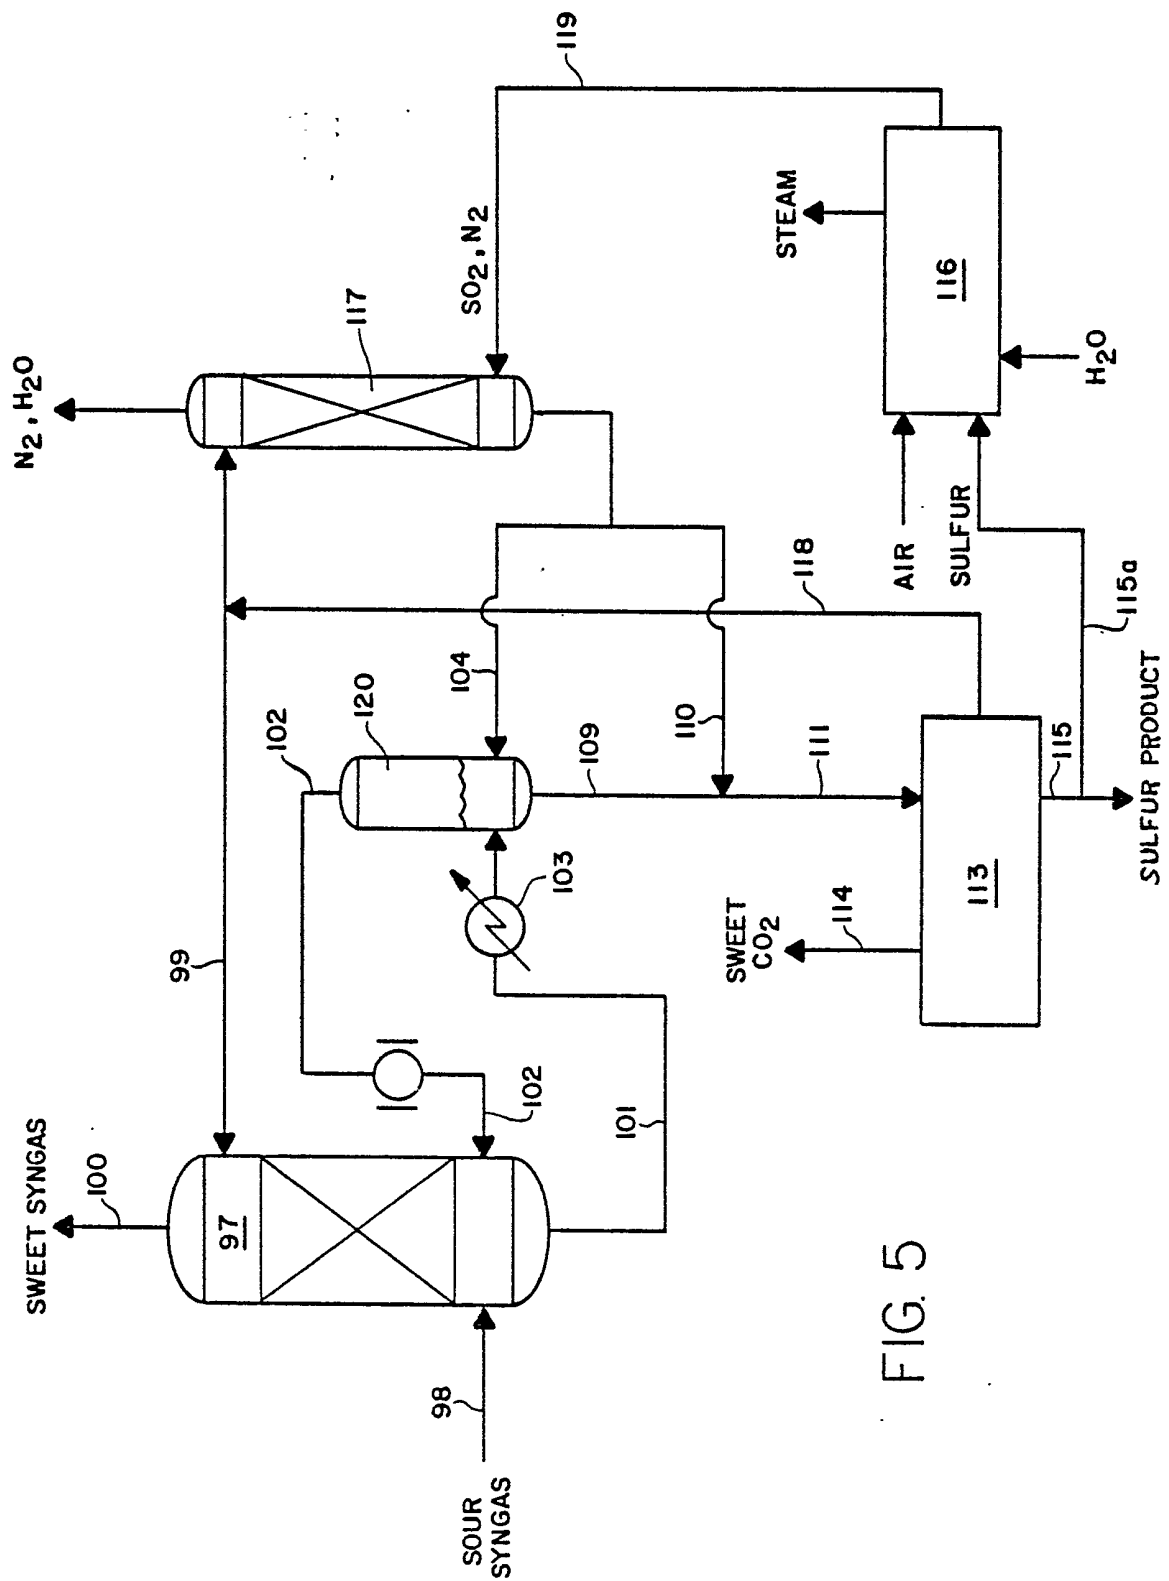 SWEET SYNGAS
100
97
SOUR
SYNGAS
98
99
102
102
101
103
120
104
109
110
111
N2, H2O
117
SO2, N2
119
118
SWEET
CO2
114
113
115
SULFUR PRODUCT
115a
AIR
SULFUR
116
STEAM
H2O
FIG. 5